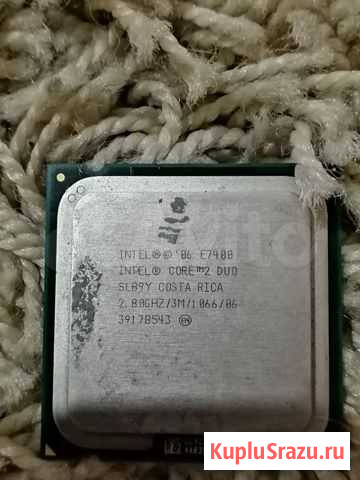 INTEL®© '06 E7400
INTEL® CORE™2 DUO
SLB9Y COSTA RICA
2.80GHZ/3M/1066/06
3917B543
KupluSrazu.ru